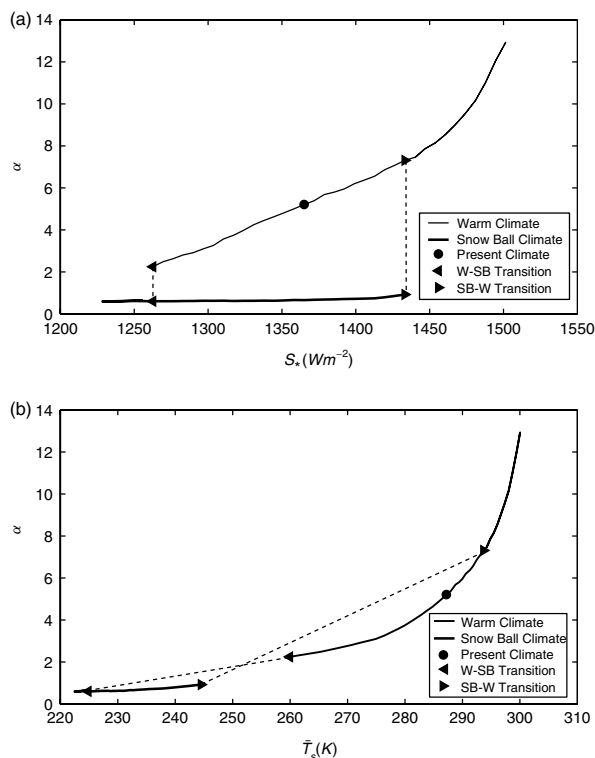 (a)
14
12
10
8
6
4
2
0
α
1200 1250 1300 1350 1400 1450 1500 1550
S* (Wm−2)
Warm Climate
Snow Ball Climate
Present Climate
W-SB Transition
SB-W Transition
(b)
14
12
10
8
6
4
2
0
α
220 230 240 250 260 270 280 290 300 310
T̄s(K)
Warm Climate
Snow Ball Climate
Present Climate
W-SB Transition
SB-W Transition